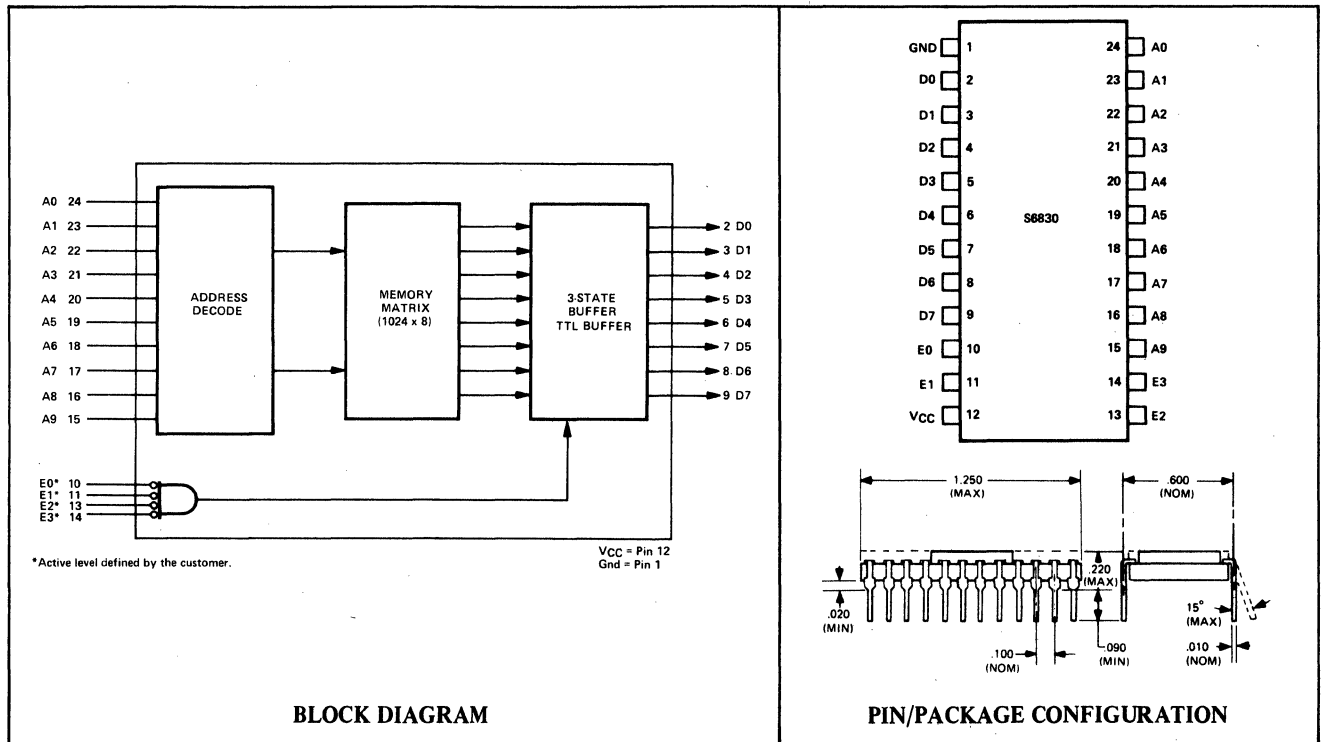 A0 24
A1 23
A2 22
A3 21
A4 20
A5 19
A6 18
A7 17
A8 16
A9 15
ADDRESS
DECODE
MEMORY
MATRIX
(1024 x 8)
3-STATE
BUFFER
TTL BUFFER
2 D0
3 D1
4 D2
5 D3
6 D4
7 D5
8 D6
9 D7
E0* 10
E1* 11
E2* 13
E3* 14
*Active level defined by the customer.
VCC = Pin 12
Gnd = Pin 1
BLOCK DIAGRAM
GND 1 24 A0
D0 2 23 A1
D1 3 22 A2
D2 4 21 A3
D3 5 20 A4
D4 6 S6830 19 A5
D5 7 18 A6
D6 8 17 A7
D7 9 16 A8
E0 10 15 A9
E1 11 14 E3
VCC 12 13 E2
1.250
(MAX)
.600
(NOM)
.220
(MAX)
.020
(MIN)
.100
(NOM)
.090
(MIN)
15°
(MAX)
.010
(NOM)
PIN/PACKAGE CONFIGURATION